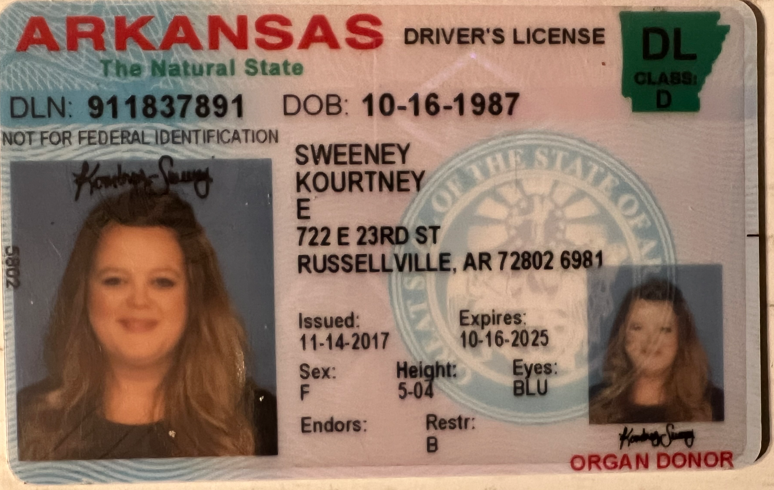 ARKANSAS DRIVER'S LICENSE
The Natural State
DL
CLASS:
D
DLN: 911837891 DOB: 10-16-1987
NOT FOR FEDERAL IDENTIFICATION
Kourtney Sweeney
5802
SWEENEY
KOURTNEY
E
722 E 23RD ST
RUSSELLVILLE, AR 72802 6981
OF THE STATE OF
Issued: Expires:
11-14-2017 10-16-2025
Sex: Height: Eyes:
F 5-04 BLU
Endors: Restr:
B
Kourtney Sweeney
ORGAN DONOR